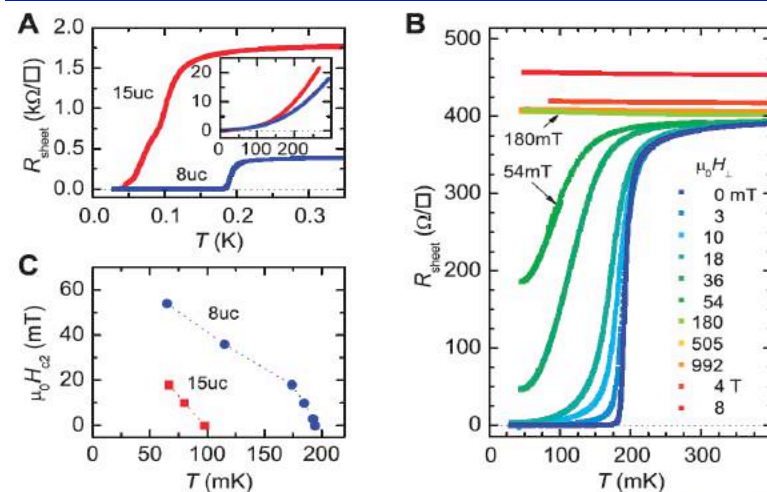 A
R_sheet (kΩ/□)
2.0
1.5
1.0
0.5
0.0
15uc
8uc
20
10
0
0 100 200
0.0 0.1 0.2 0.3
T (K)
C
μ₀H_c2 (mT)
60
40
20
0
8uc
15uc
0 50 100 150 200
T (mK)
B
R_sheet (Ω/□)
500
400
300
200
100
0
180mT
54mT
μ₀H⊥
0 mT
3
10
18
36
54
180
505
992
4 T
8
100 200 300
T (mK)